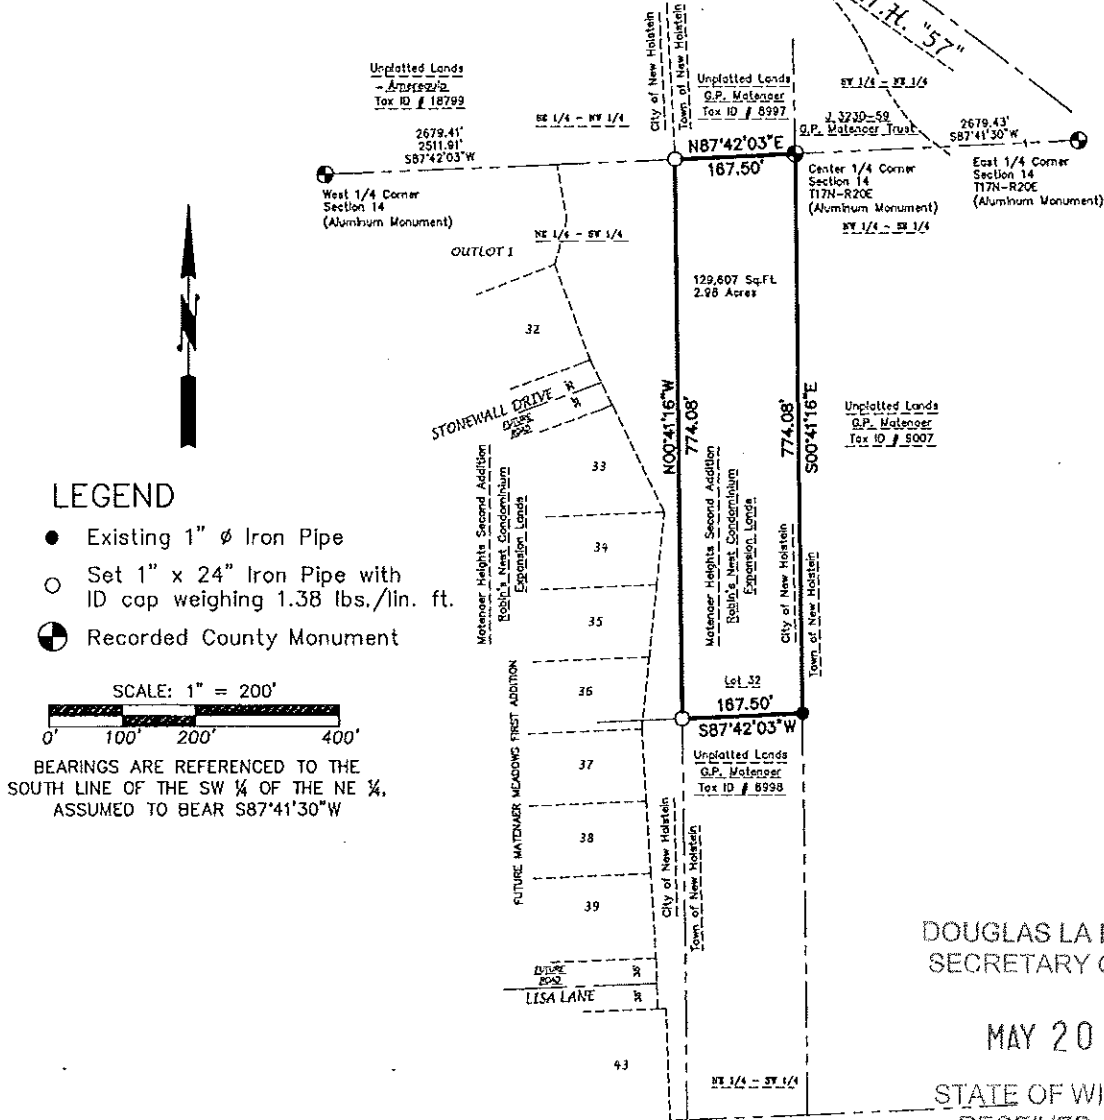 .H. "57"
City of New Holstein
Town of New Holstein
Unplatted Lands
Tax ID # 18799
SE 1/4 - NW 1/4
Unplatted Lands
G.P. Matenaer
Tax ID # 8997
SW 1/4 - NE 1/4
J 3230-59
G.P. Matenaer Trust
2679.41'
2511.91'
S87°42'03"W
N87°42'03"E
167.50'
2679.43'
S87°41'30"W
West 1/4 Corner
Section 14
(Aluminum Monument)
Center 1/4 Corner
Section 14
T17N-R20E
(Aluminum Monument)
East 1/4 Corner
Section 14
T17N-R20E
(Aluminum Monument)
NE 1/4 - SW 1/4
NW 1/4 - SE 1/4
OUTLOT 1
129,607 Sq.Ft.
2.98 Acres
32
STONEWALL DRIVE
FUTURE
ROAD
N00°41'16"W
774.08'
774.08'
S00°41'16"E
Unplatted Lands
G.P. Matenaer
Tax ID # 9007
33
Matenaer Heights Second Addition
Robin's Nest Condominium
Expansion Lands
Matenaer Heights Second Addition
Robin's Nest Condominium
Expansion Lands
City of New Holstein
Town of New Holstein
34
35
36
LEGEND
Existing 1" ø Iron Pipe
Set 1" x 24" Iron Pipe with
ID cap weighing 1.38 lbs./lin. ft.
Recorded County Monument
SCALE: 1" = 200'
0' 100' 200' 400'
BEARINGS ARE REFERENCED TO THE
SOUTH LINE OF THE SW ¼ OF THE NE ¼,
ASSUMED TO BEAR S87°41'30"W
Lot 32
167.50'
S87°42'03"W
Unplatted Lands
G.P. Matenaer
Tax ID # 8998
FUTURE MATENAER MEADOWS FIRST ADDITION
37
38
39
City of New Holstein
Town of New Holstein
FUTURE
ROAD
LISA LANE
43
NE 1/4 - SW 1/4
DOUGLAS LA
SECRETARY
MAY 20
STATE OF WI
RECEIVED